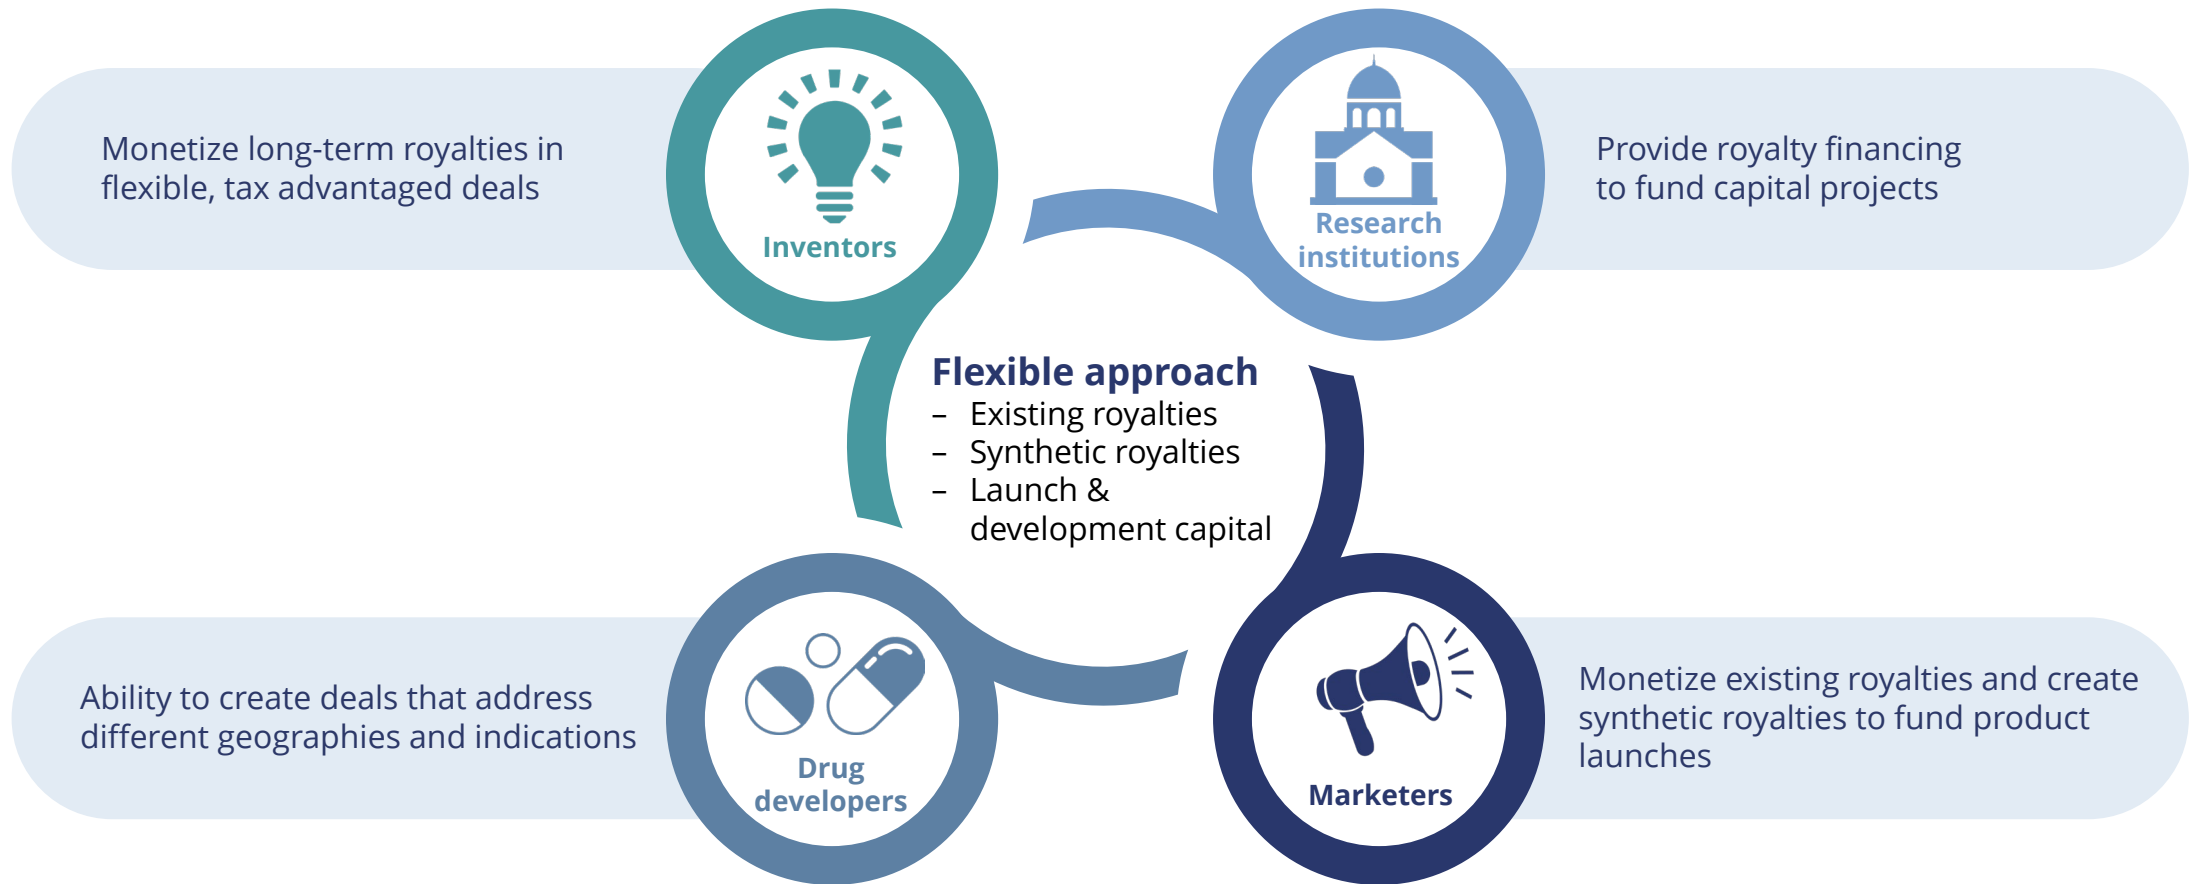 Monetize long-term royalties in
flexible, tax advantaged deals
Inventors
Research
institutions
Provide royalty financing
to fund capital projects
Flexible approach
– Existing royalties
– Synthetic royalties
– Launch &
development capital
Ability to create deals that address
different geographies and indications
Drug
developers
Marketers
Monetize existing royalties and create
synthetic royalties to fund product
launches